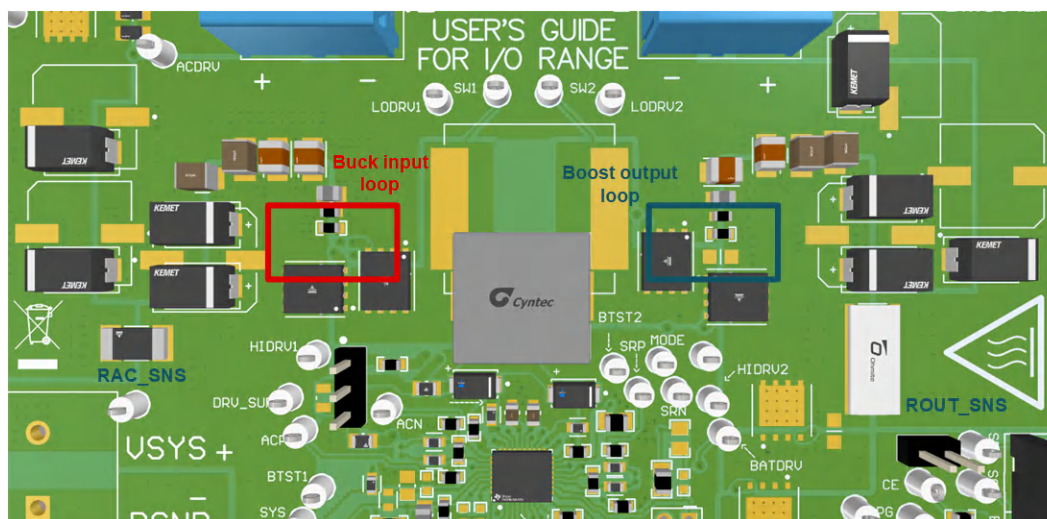 USER'S GUIDE
FOR I/O RANGE
ACDRV
+
-
-
+
SW1
SW2
LODRV1
LODRV2
Buck input
loop
Boost output
loop
KEMET
KEMET
KEMET
KEMET
KEMET
KEMET
KEMET
KEMET
Cyntec
BTST2
SRP
MODE
HIDRV1
HIDRV2
RAC_SNS
ROUT_SNS
ACN
SRN
BATDRV
VSYS +
-
BTST1
SYS
CE